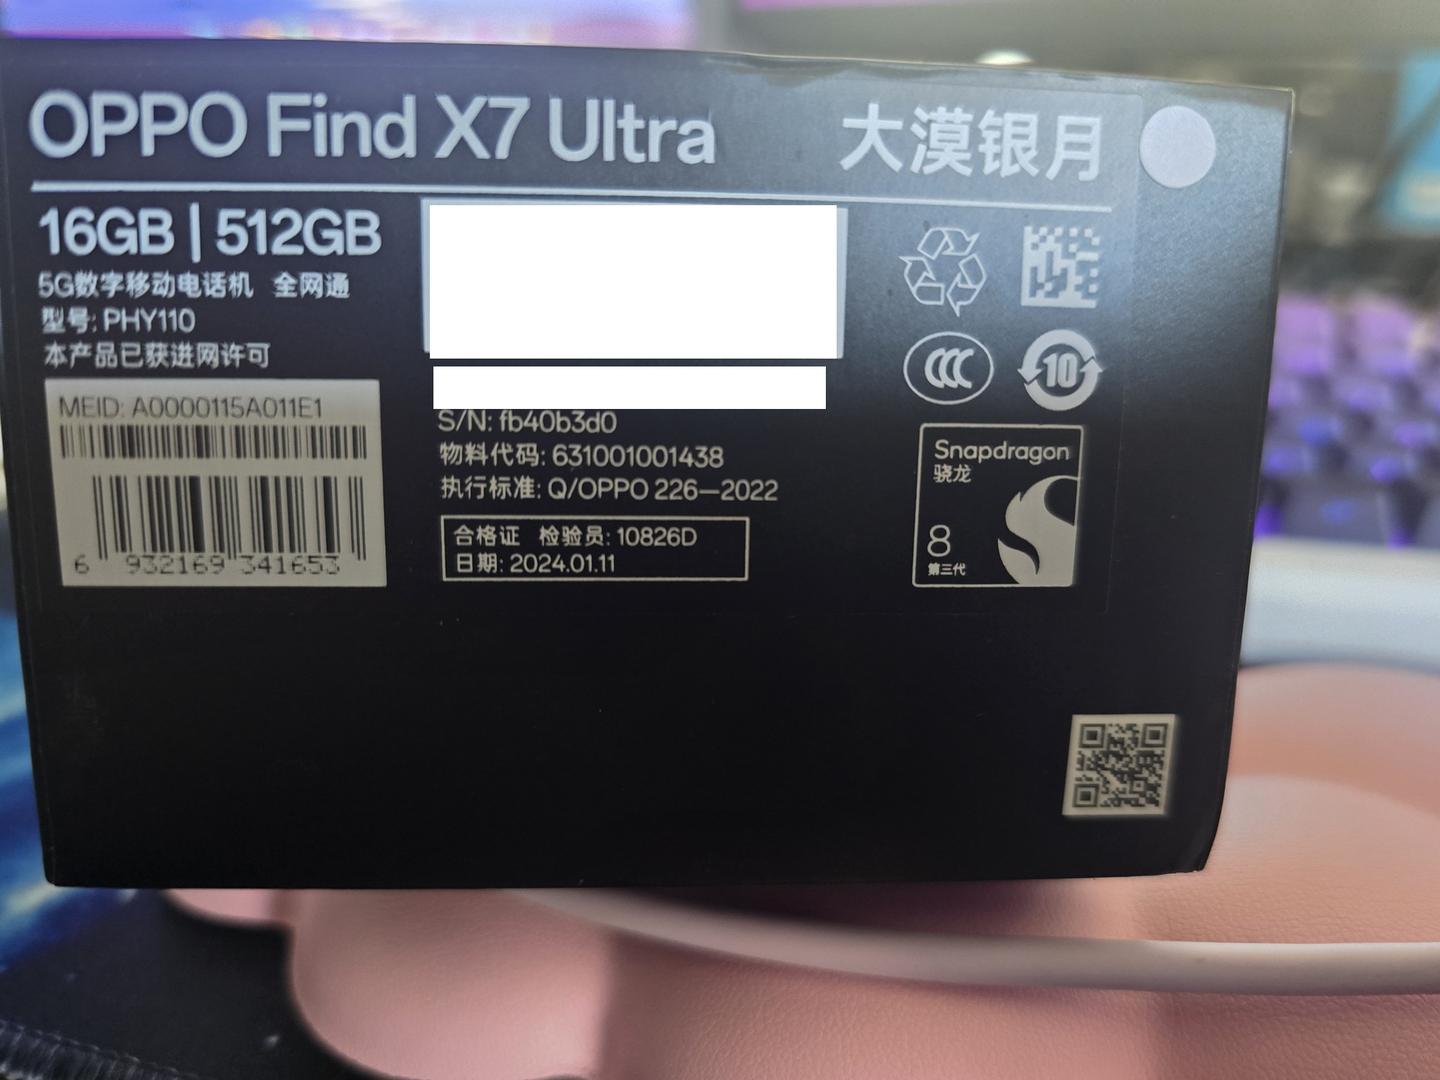 OPPO Find X7 Ultra 大漠银月
16GB | 512GB
5G数字移动电话机 全网通
型号: PHY110
本产品已获进网许可
MEID: A0000115A011E1
6 932169 341653
S/N: fb40b3d0
物料代码: 631001001438
执行标准: Q/OPPO 226—2022
合格证 检验员: 10826D
日期: 2024.01.11
CCC
10
Snapdragon
骁龙
8
第三代